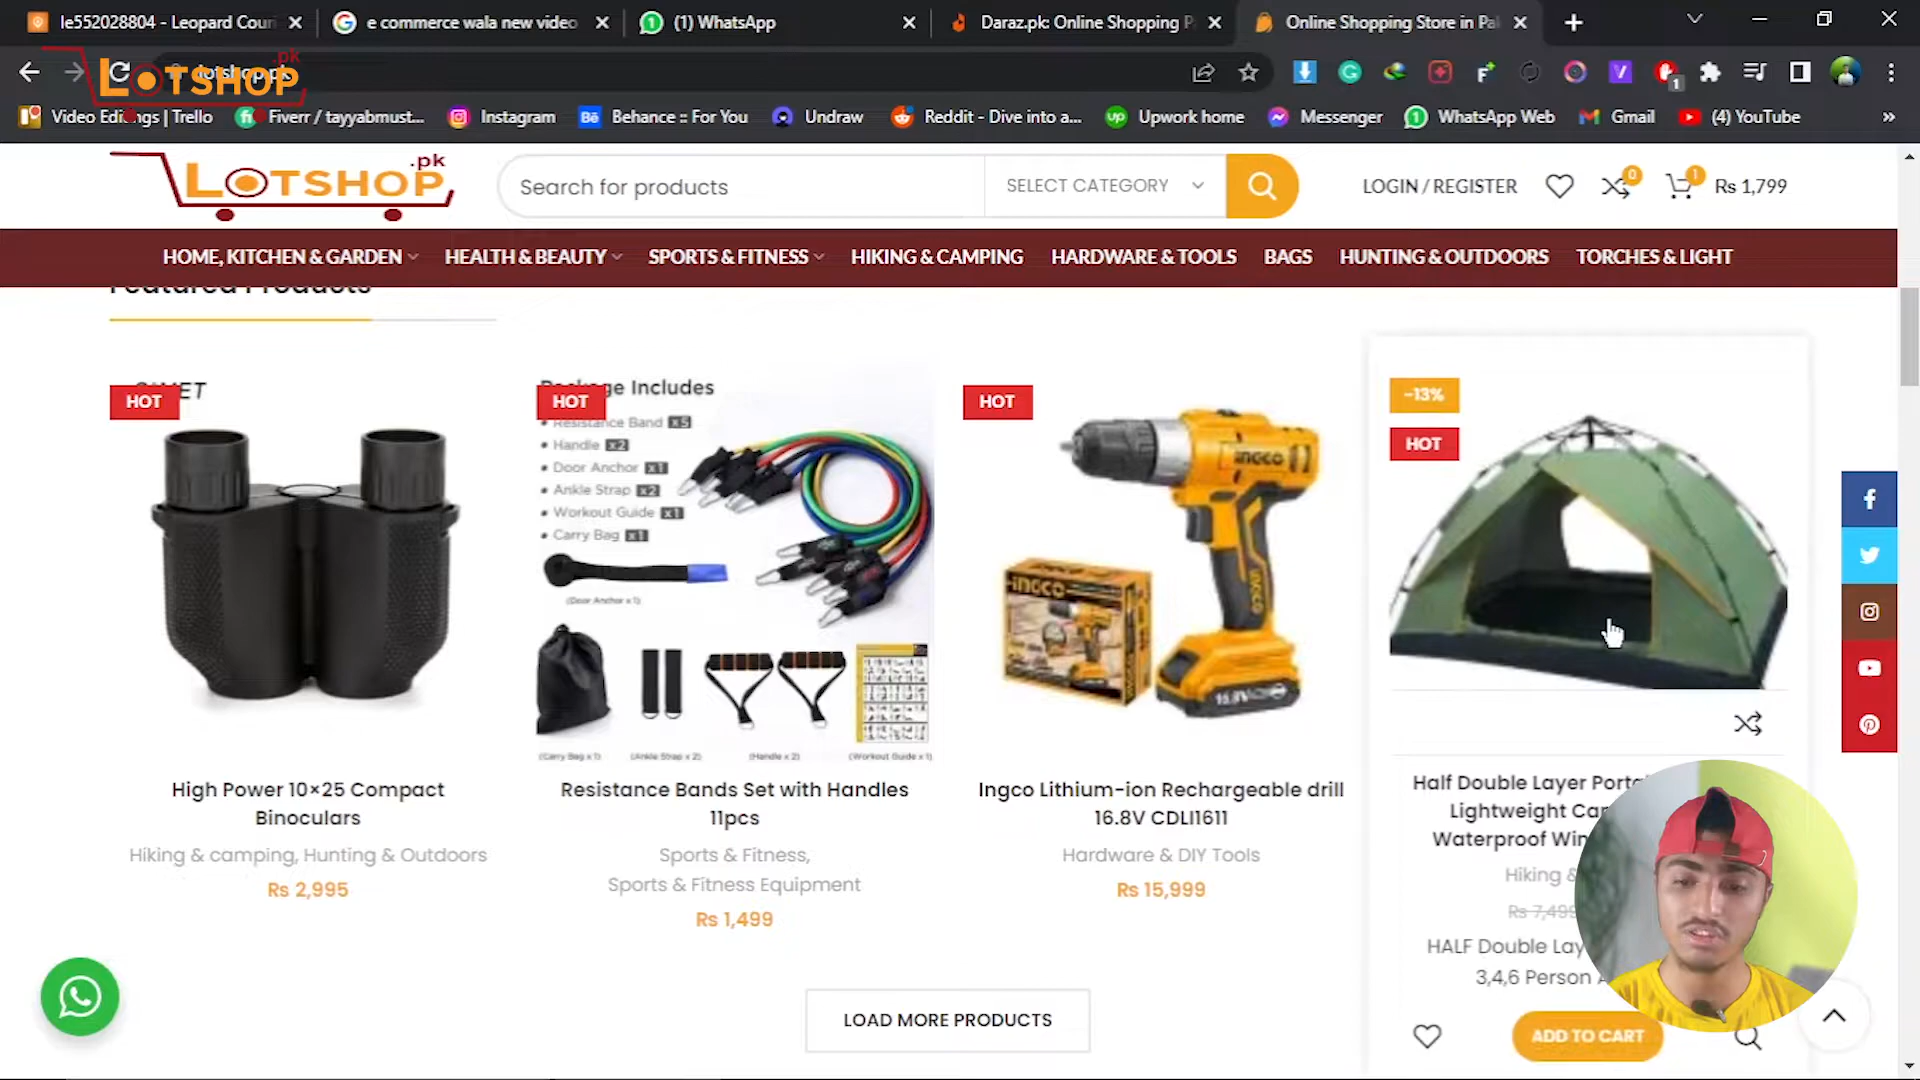 le552028804 - Leopard Couri
e commerce wala new video
(1) WhatsApp
Daraz.pk: Online Shopping P
Online Shopping Store in Pal
LOTSHOP .pk
Video Editings | Trello
Fiverr / tayyabmust...
Instagram
Behance :: For You
Undraw
Reddit - Dive into a...
Upwork home
Messenger
WhatsApp Web
Gmail
(4) YouTube
LOTSHOP .pk
Search for products
SELECT CATEGORY
LOGIN / REGISTER
0
1
Rs 1,799
HOME, KITCHEN & GARDEN
HEALTH & BEAUTY
SPORTS & FITNESS
HIKING & CAMPING
HARDWARE & TOOLS
BAGS
HUNTING & OUTDOORS
TORCHES & LIGHT
Featured Products
HOT
High Power 10×25 Compact
Binoculars
Hiking & camping, Hunting & Outdoors
Rs 2,995
HOT
Package Includes
Resistance Band x5
Handle x2
Door Anchor x1
Ankle Strap x2
Workout Guide x1
Carry Bag x1
(Door Anchor x 1)
(Carry Bag x 1)
(Ankle Strap x 2)
(Handle x 2)
(Workout Guide x 1)
Resistance Bands Set with Handles
11pcs
Sports & Fitness,
Sports & Fitness Equipment
Rs 1,499
HOT
INGCO
INGCO
Ingco Lithium-ion Rechargeable drill
16.8V CDLI1611
Hardware & DIY Tools
Rs 15,999
-13%
HOT
Half Double Layer
Lightweight
Waterproof
Hiking &
Rs 7,499
HALF Double
3,4,6 Person
ADD TO CART
LOAD MORE PRODUCTS